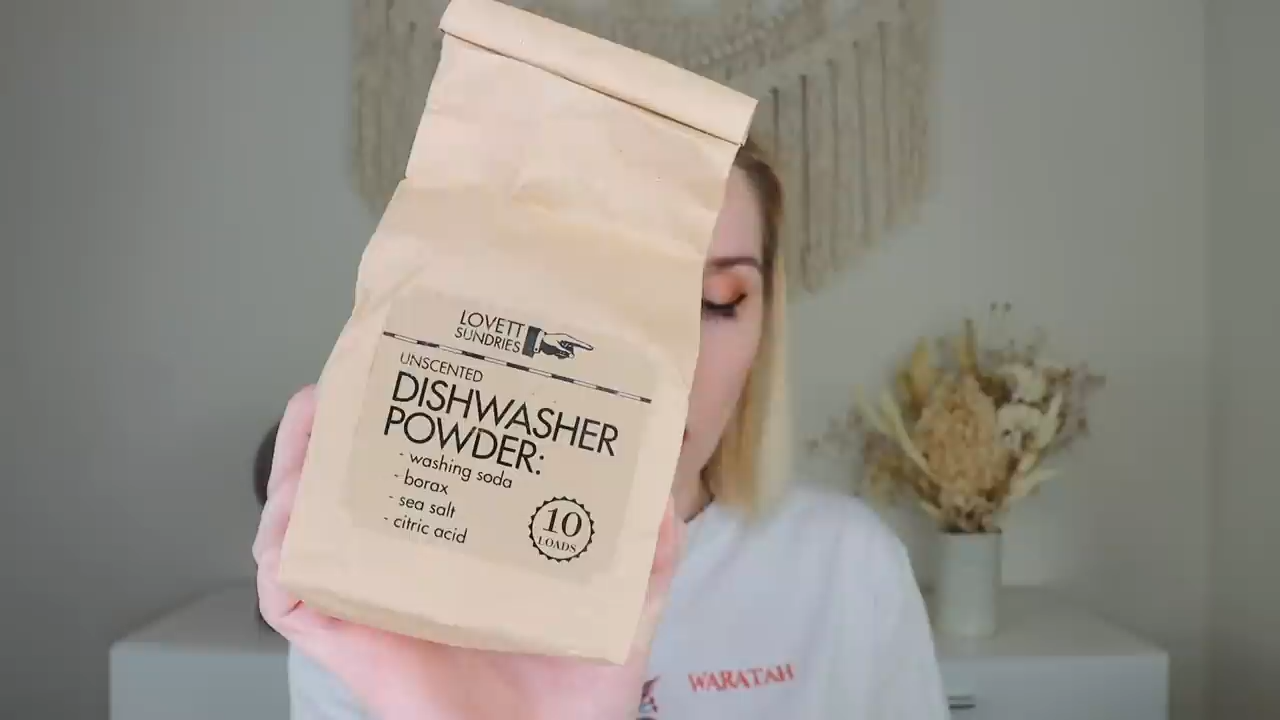 LOVETT
SUNDRIES
UNSCENTED
DISHWASHER
POWDER:
- washing soda
- borax
- sea salt
- citric acid
10
LOADS
WARATAH